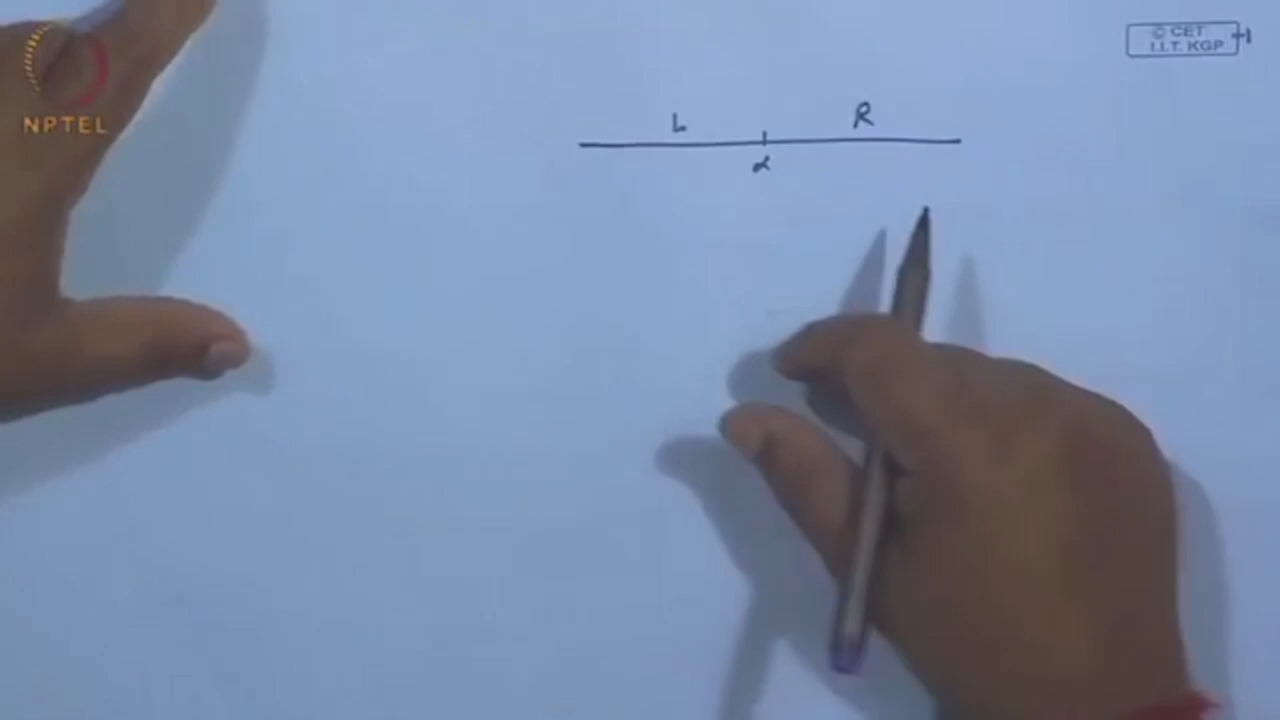 © CET
I.I.T. KGP
NPTEL
L R
α